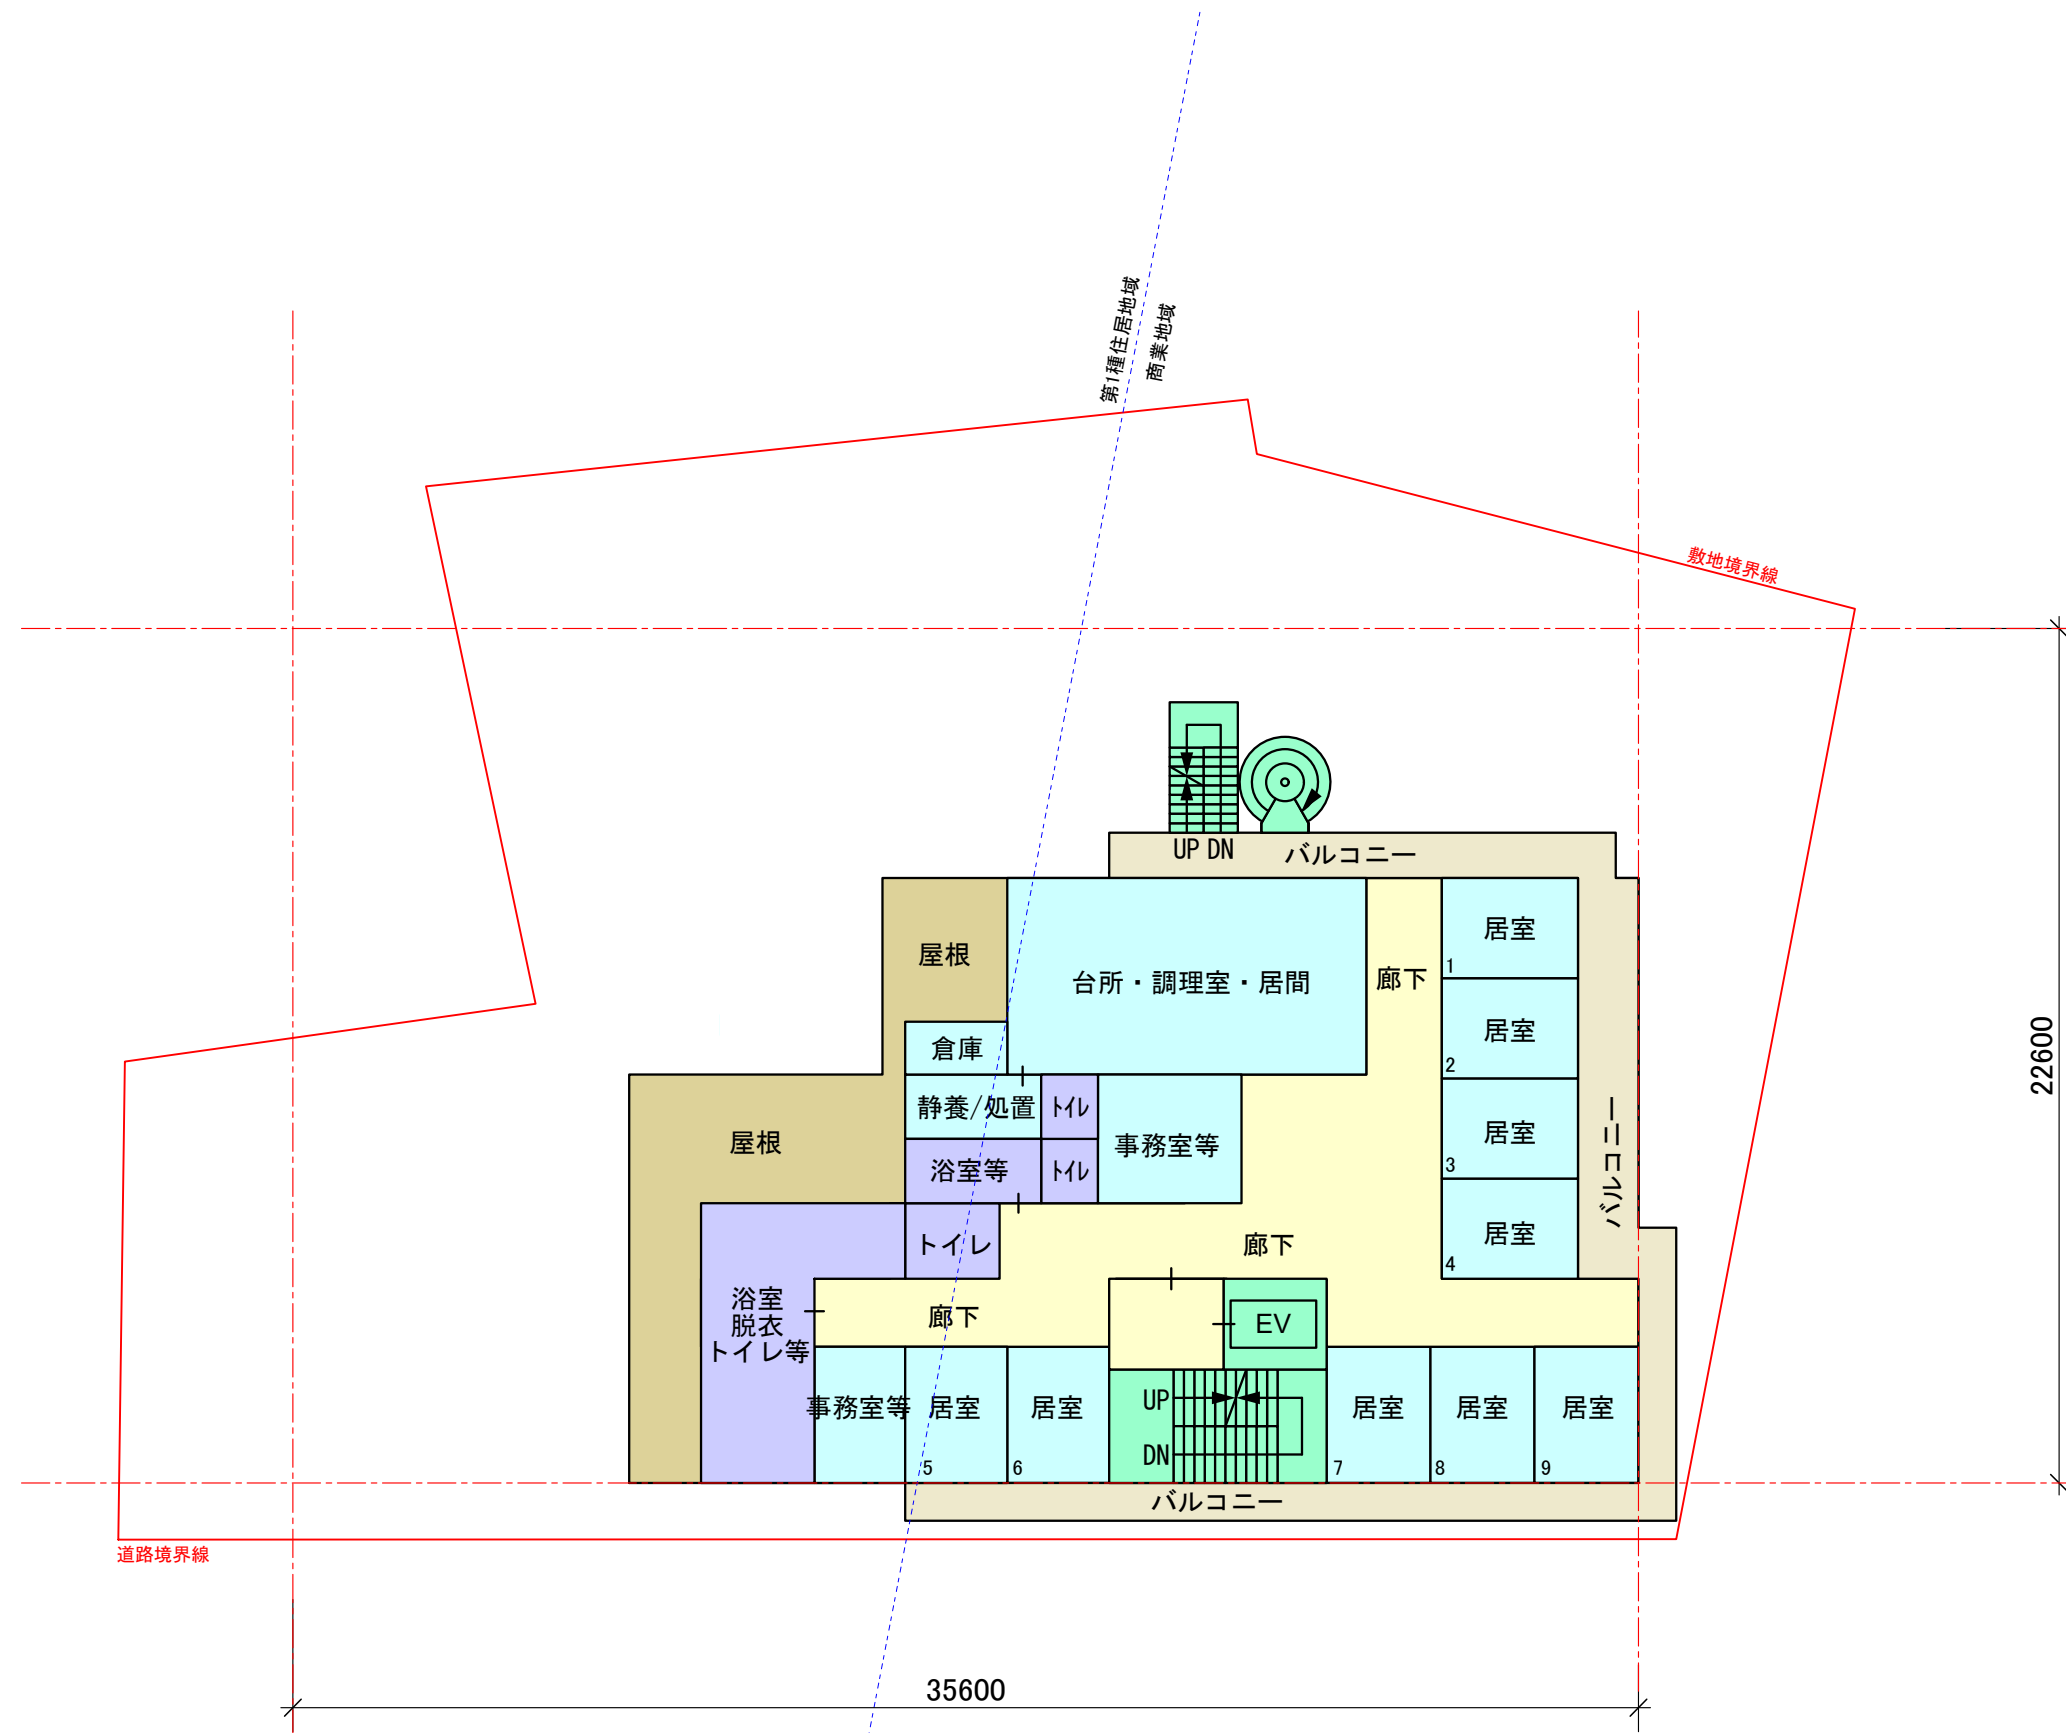 第1種住居地域
商業地域
敷地境界線
UP DN
バルコニー
屋根
台所・調理室・居間
廊下
居室
1
居室
2
居室
3
居室
4
倉庫
静養/処置
ﾄｲﾚ
事務室等
浴室等
ﾄｲﾚ
屋根
バルコニー
22600
トイレ
廊下
浴室
脱衣
トイレ等
廊下
EV
事務室等
居室
5
居室
6
UP
DN
居室
7
居室
8
居室
9
バルコニー
道路境界線
35600